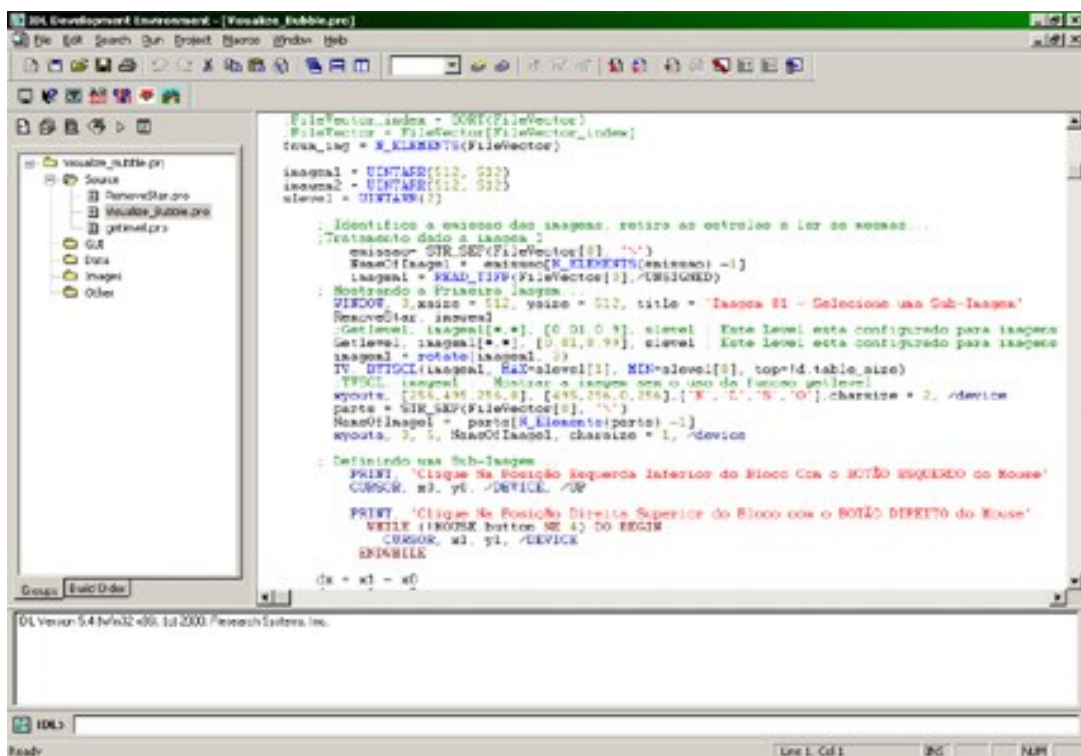 IDL Development Environment - [Visualize_Bubble.pro]
File Edit Search Run Project Macros Window Help
Visualize_Bubble.prj
Source
RemoveStar.pro
Visualize_Bubble.pro
getlevel.pro
GUI
Data
Images
Other
Groups Build Order
;FileVector_index = SORT(FileVector)
;FileVector = FileVector[FileVector_index]
fnum_img = N_ELEMENTS(FileVector)
imagem1 = UINTARR(512, 512)
imagem2 = UINTARR(512, 512)
slevel = UINTARR(2)
; Identifica a emissao das imagens, retira as estrelas e ler as mesmas...
;Tratamento dado a imagem 1
emissao= STR_SEP(FileVector[0], '\')
NameOfImage1 = emissao[N_ELEMENTS(emissao) -1]
imagem1 = READ_TIFF(FileVector[0],/UNSIGNED)
; Mostrando a Primeira Imagem...
WINDOW, 0,xsize = 512, ysize = 512, title = 'Imagem 01 - Selecione uma Sub-Imagem'
RemoveStar, imagem1
;Getlevel, imagem1[*,*], [0.01,0.9], slevel ; Este Level esta configurado para imagens
Getlevel, imagem1[*,*], [0.01,0.99], slevel ; Este Level esta configurado para imagens
imagem1 = rotate(imagem1, 3)
TV, BYTSCL(imagem1, MAX=slevel[1], MIN=slevel[0], top=!d.table_size)
;TVSCL, imagem1 ; Mostrar a imagem sem o uso da funcao getlevel
xyouts, [256,495,256,0], [495,256,0,256],['N','L','S','O'],charsize = 2, /device
parts = STR_SEP(FileVector[0], '\')
NameOfImage1 = parts[N_Elements(parts) -1]
xyouts, 0, 5, NameOfImage1, charsize = 1, /device
; Definindo uma Sub-Imagem
PRINT, 'Clique Na Posição Esquerda Inferior do Bloco Com o BOTÃO ESQUERDO do Mouse'
CURSOR, x0, y0, /DEVICE, /UP
PRINT, 'Clique Na Posição Direita Superior do Bloco com o BOTÃO DIREITO do Mouse'
WHILE (!MOUSE.button NE 4) DO BEGIN
CURSOR, x1, y1, /DEVICE
ENDWHILE
dx = x1 - x0
IDL Version 5.4 (Win32 x86). (c) 2000, Research Systems, Inc.
IDL>
Ready
Line 1, Col 1
INS
NUM